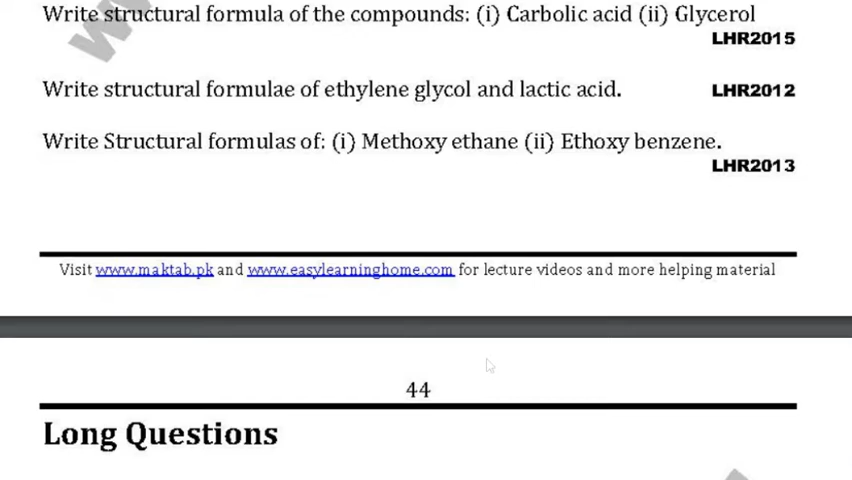 Write structural formula of the compounds: (i) Carbolic acid (ii) Glycerol
LHR2015
Write structural formulae of ethylene glycol and lactic acid. LHR2012
Write Structural formulas of: (i) Methoxy ethane (ii) Ethoxy benzene.
LHR2013
Visit www.maktab.pk and www.easylearninghome.com for lecture videos and more helping material
44
Long Questions